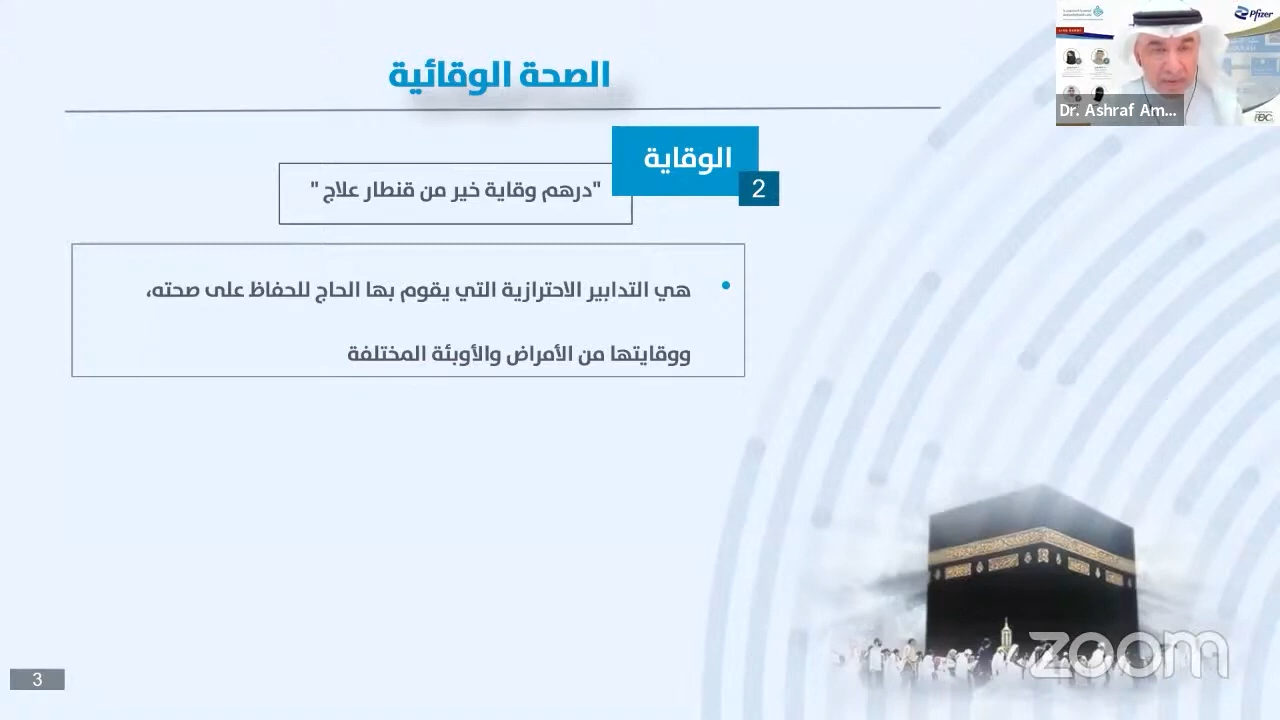 الصحة الوقائية
الوقاية
2
"درهم وقاية خير من قنطار علاج "
• هي التدابير الاحترازية التي يقوم بها الحاج للحفاظ على صحته،
ووقايتها من الأمراض والأوبئة المختلفة
Pfizer
Dr. Ashraf Am...
zoom
3